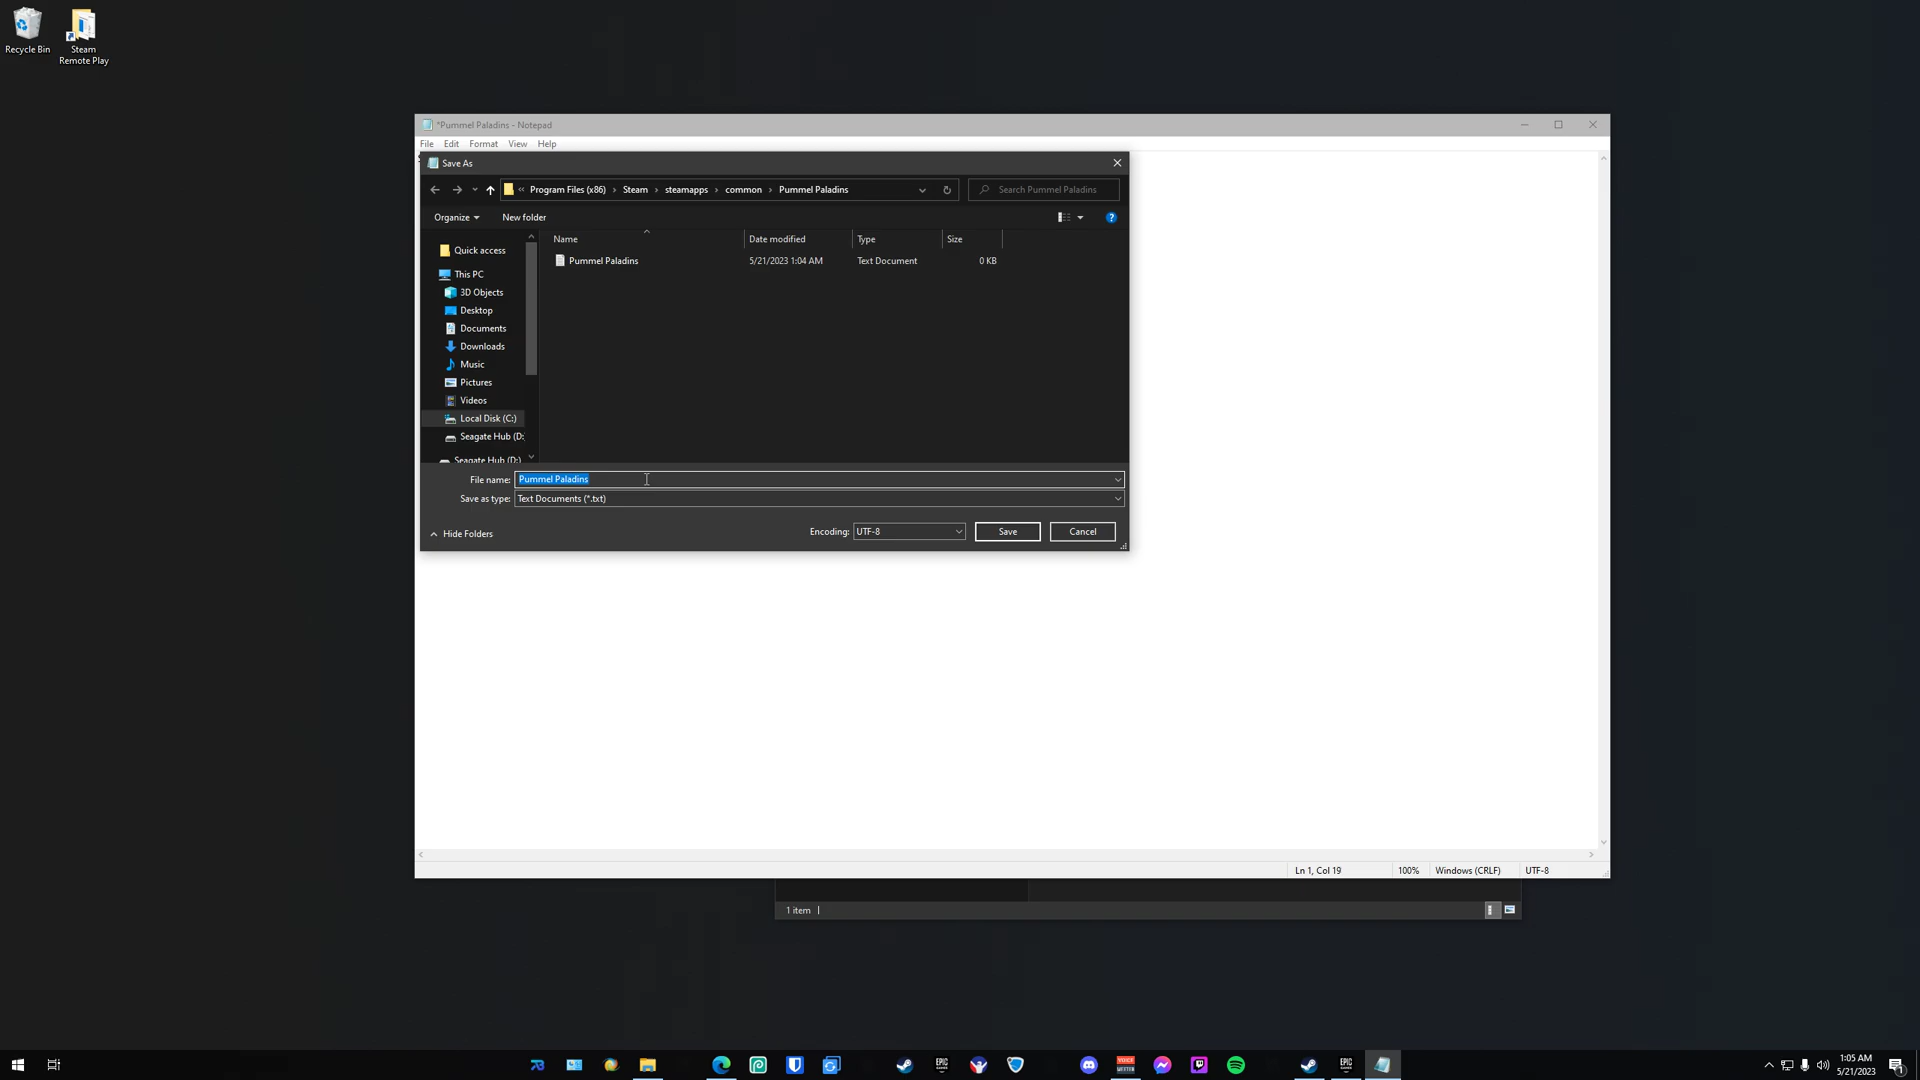 Recycle Bin
Steam
Remote Play
*Pummel Paladins - Notepad
File Edit Format View Help
Save As
« Program Files (x86) › Steam › steamapps › common › Pummel Paladins
Search Pummel Paladins
Organize
New folder
?
Name Date modified Type Size
Pummel Paladins 5/21/2023 1:04 AM Text Document 0 KB
Quick access
This PC
3D Objects
Desktop
Documents
Downloads
Music
Pictures
Videos
Local Disk (C:)
Seagate Hub (D:
Seagate Hub (D:)
File name: Pummel Paladins
Save as type: Text Documents (*.txt)
Hide Folders
Encoding: UTF-8
Save
Cancel
Ln 1, Col 19 100% Windows (CRLF) UTF-8
1 item
EPIC GAMES
EPIC GAMES
1:05 AM
5/21/2023